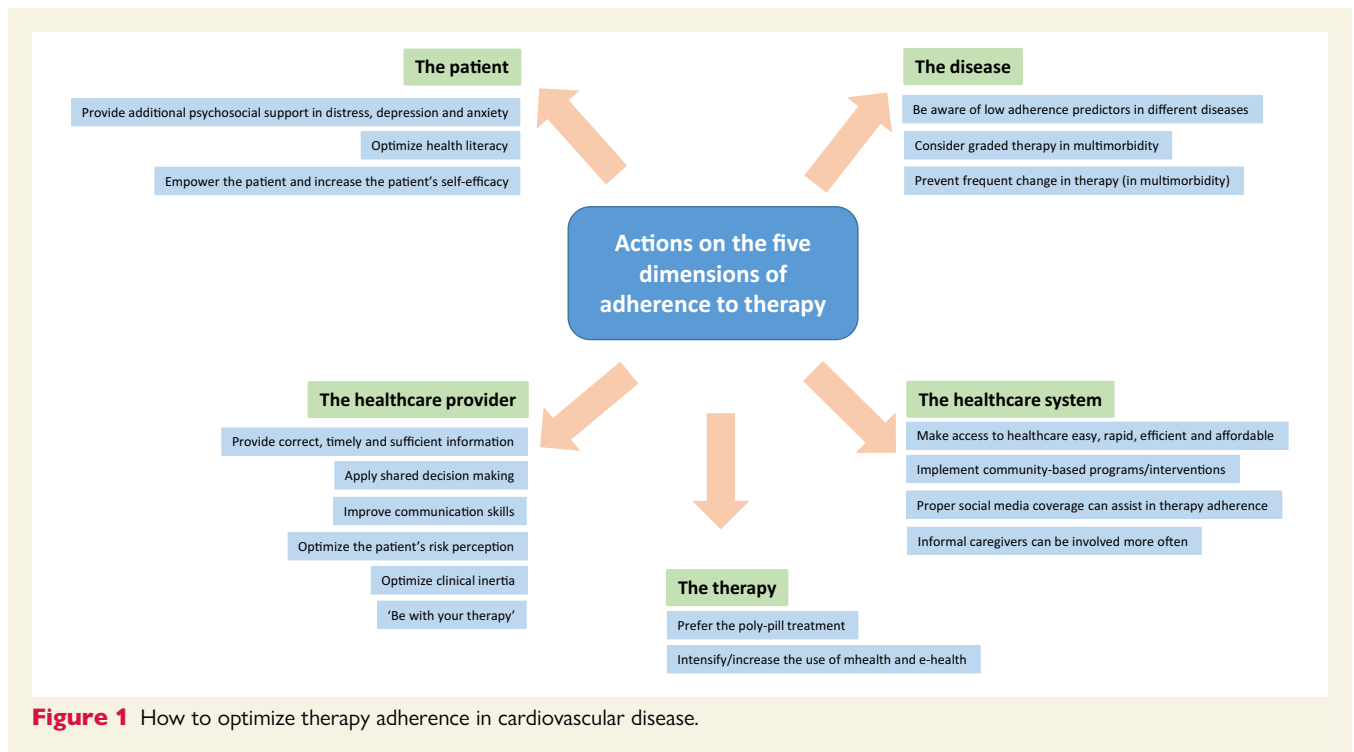 The patient
Provide additional psychosocial support in distress, depression and anxiety
Optimize health literacy
Empower the patient and increase the patient's self-efficacy
The disease
Be aware of low adherence predictors in different diseases
Consider graded therapy in multimorbidity
Prevent frequent change in therapy (in multimorbidity)
Actions on the five
dimensions of
adherence to therapy
The healthcare provider
Provide correct, timely and sufficient information
Apply shared decision making
Improve communication skills
Optimize the patient's risk perception
Optimize clinical inertia
'Be with your therapy'
The healthcare system
Make access to healthcare easy, rapid, efficient and affordable
Implement community-based programs/interventions
Proper social media coverage can assist in therapy adherence
Informal caregivers can be involved more often
The therapy
Prefer the poly-pill treatment
Intensify/increase the use of mhealth and e-health
Figure 1 How to optimize therapy adherence in cardiovascular disease.